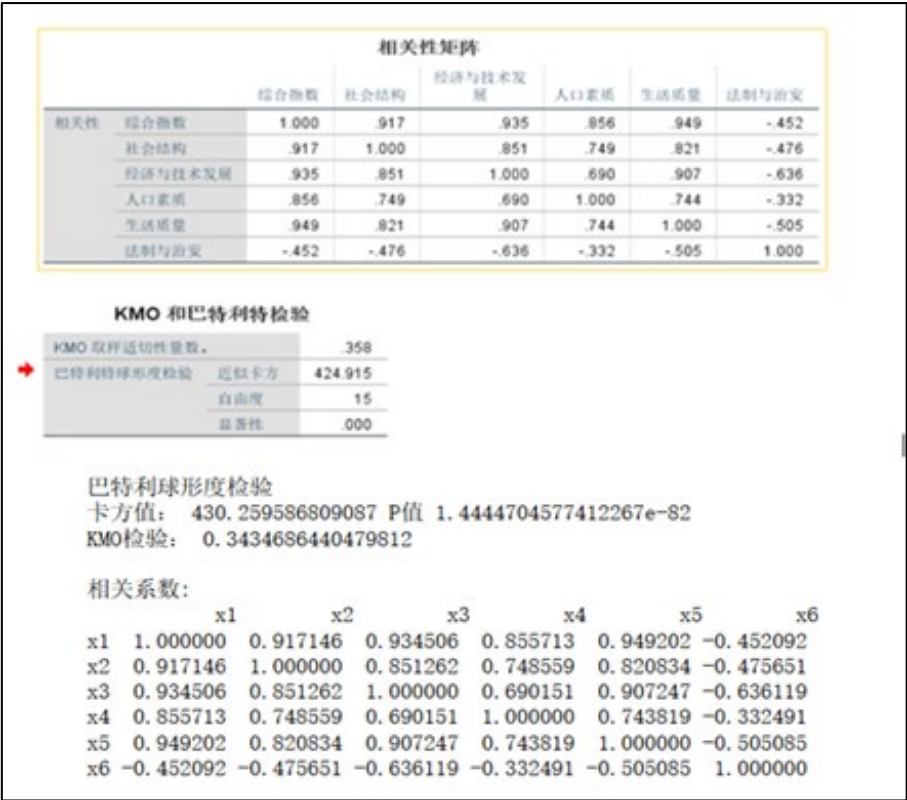 相关性矩阵
综合指数 社会结构 经济与技术发展 人口素质 生活质量 法制与治安
相关性 综合指数 1.000 .917 .935 .856 .949 -.452
社会结构 .917 1.000 .851 .749 .821 -.476
经济与技术发展 .935 .851 1.000 .690 .907 -.636
人口素质 .856 .749 .690 1.000 .744 -.332
生活质量 .949 .821 .907 .744 1.000 -.505
法制与治安 -.452 -.476 -.636 -.332 -.505 1.000
KMO 和巴特利特检验
KMO 取样适切性量数。 .358
巴特利特球形度检验 近似卡方 424.915
自由度 15
显著性 .000
巴特利球形度检验
卡方值： 430.259586809087 P值 1.4444704577412267e-82
KMO检验： 0.3434686440479812
相关系数:
x1 x2 x3 x4 x5 x6
x1 1.000000 0.917146 0.934506 0.855713 0.949202 -0.452092
x2 0.917146 1.000000 0.851262 0.748559 0.820834 -0.475651
x3 0.934506 0.851262 1.000000 0.690151 0.907247 -0.636119
x4 0.855713 0.748559 0.690151 1.000000 0.743819 -0.332491
x5 0.949202 0.820834 0.907247 0.743819 1.000000 -0.505085
x6 -0.452092 -0.475651 -0.636119 -0.332491 -0.505085 1.000000